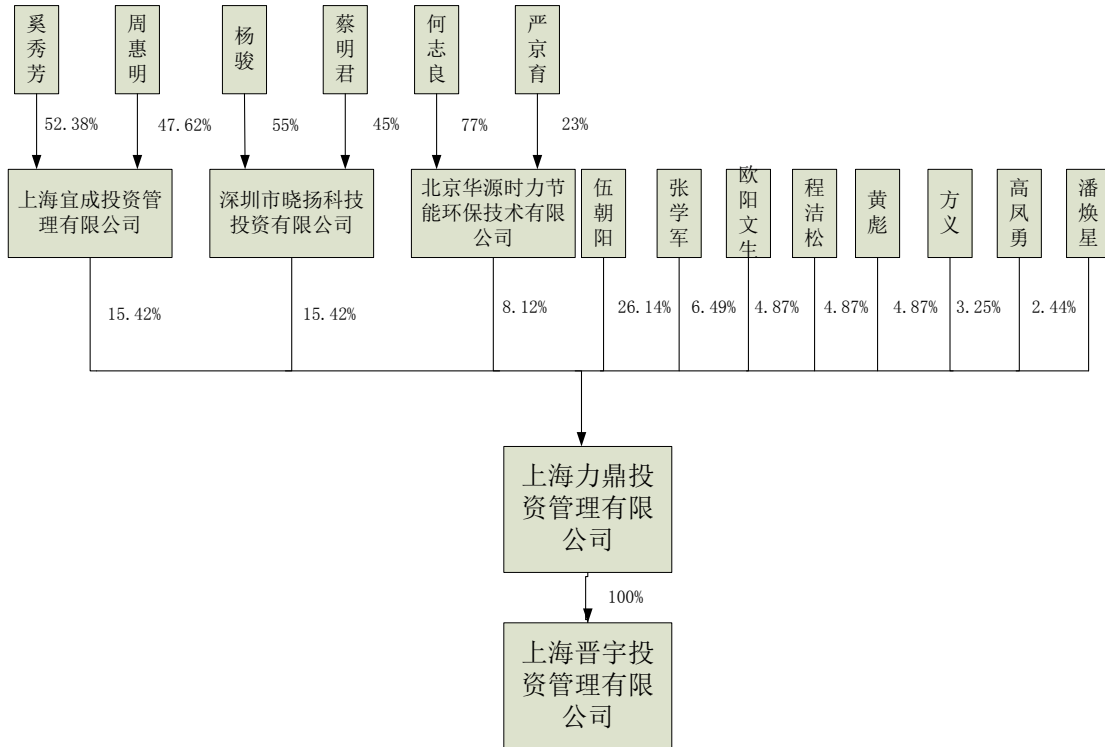 奚秀芳
周惠明
杨骏
蔡明君
何志良
严京育
52.38%
47.62%
55%
45%
77%
23%
上海宜成投资管
理有限公司
深圳市晓扬科技
投资有限公司
北京华源时力节
能环保技术有限
公司
伍朝阳
张学军
欧阳文生
程洁松
黄彪
方义
高凤勇
潘焕星
15.42%
15.42%
8.12%
26.14%
6.49%
4.87%
4.87%
4.87%
3.25%
2.44%
上海力鼎投
资管理有限
公司
100%
上海晋宇投
资管理有限
公司